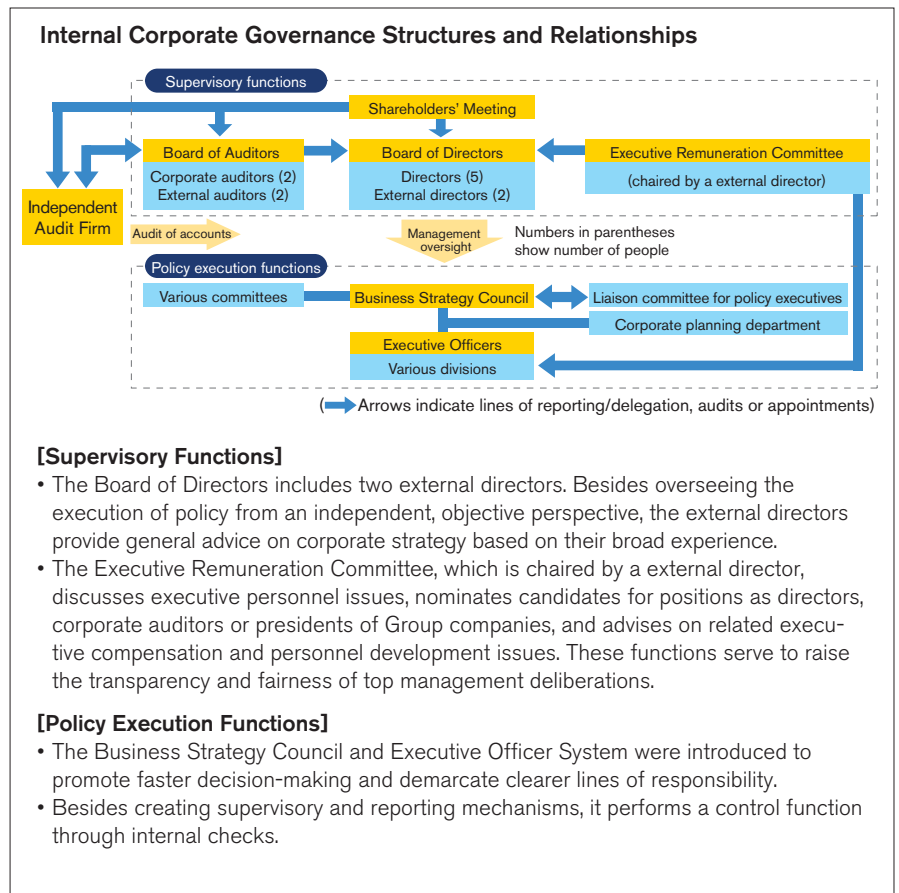 Internal Corporate Governance Structures and Relationships
Supervisory functions
Shareholders' Meeting
Board of Auditors
Corporate auditors (2)
External auditors (2)
Board of Directors
Directors (5)
External directors (2)
Executive Remuneration Committee
(chaired by a external director)
Independent
Audit Firm
Audit of accounts
Management
oversight
Numbers in parentheses
show number of people
Policy execution functions
Various committees
Business Strategy Council
Liaison committee for policy executives
Corporate planning department
Executive Officers
Various divisions
(Arrows indicate lines of reporting/delegation, audits or appointments)
[Supervisory Functions]
• The Board of Directors includes two external directors. Besides overseeing the
execution of policy from an independent, objective perspective, the external directors
provide general advice on corporate strategy based on their broad experience.
• The Executive Remuneration Committee, which is chaired by a external director,
discusses executive personnel issues, nominates candidates for positions as directors,
corporate auditors or presidents of Group companies, and advises on related execu-
tive compensation and personnel development issues. These functions serve to raise
the transparency and fairness of top management deliberations.
[Policy Execution Functions]
• The Business Strategy Council and Executive Officer System were introduced to
promote faster decision-making and demarcate clearer lines of responsibility.
• Besides creating supervisory and reporting mechanisms, it performs a control function
through internal checks.